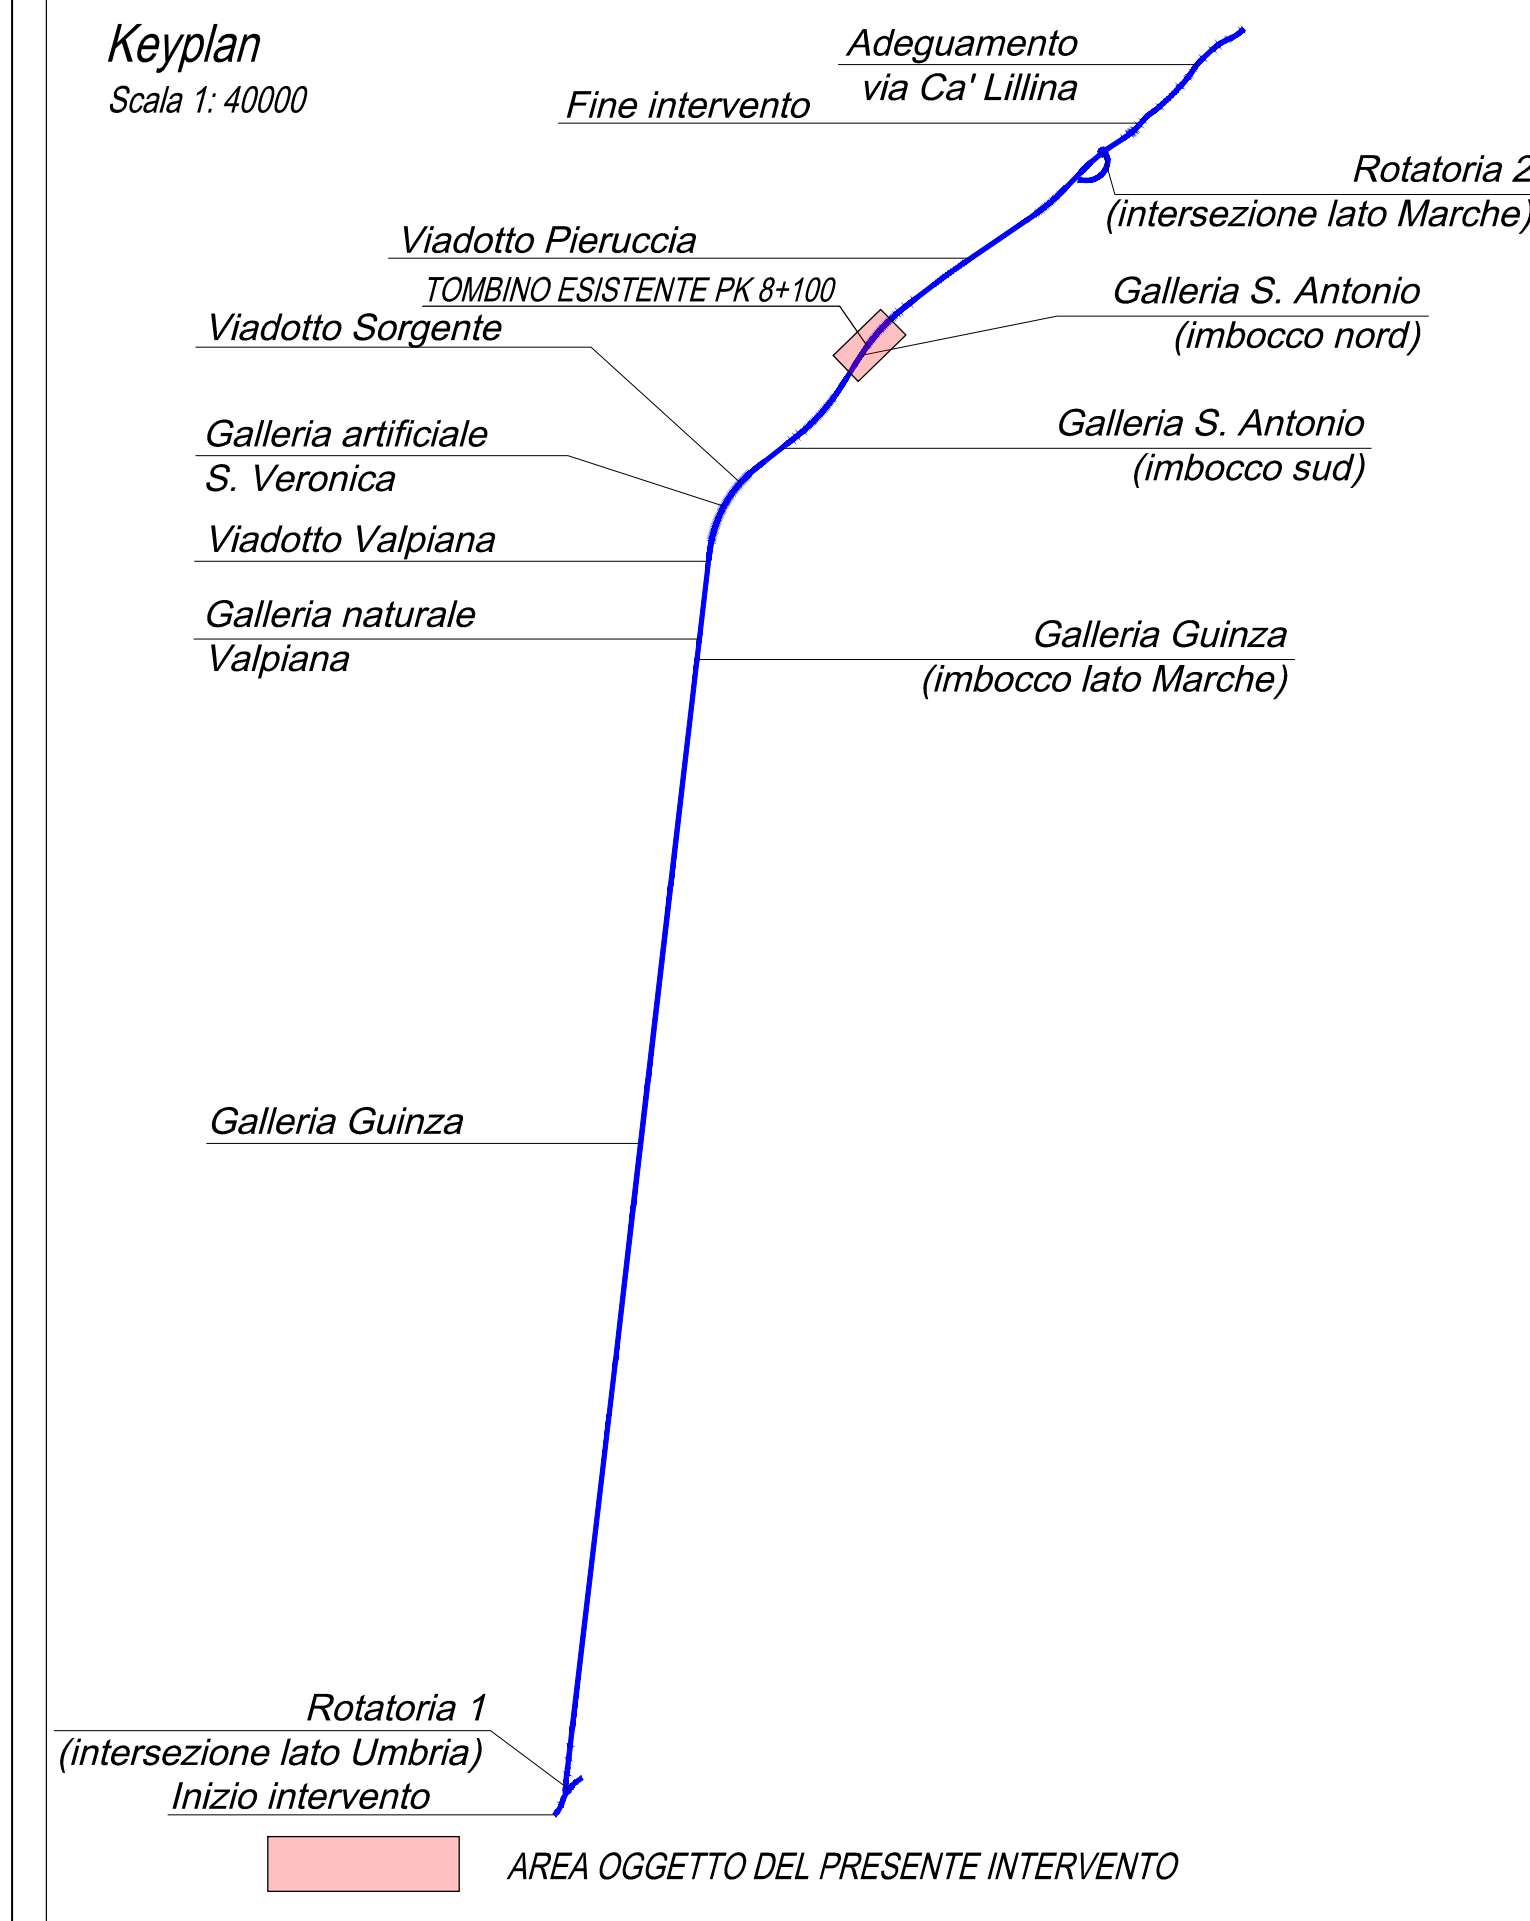 Keyplan
Scala 1: 40000
Adeguamento
via Ca' Lillina
Fine intervento
Rotatoria 2
(intersezione lato Marche)
Viadotto Pieruccia
TOMBINO ESISTENTE PK 8+100
Galleria S. Antonio
(imbocco nord)
Viadotto Sorgente
Galleria artificiale
S. Veronica
Galleria S. Antonio
(imbocco sud)
Viadotto Valpiana
Galleria naturale
Valpiana
Galleria Guinza
(imbocco lato Marche)
Galleria Guinza
Rotatoria 1
(intersezione lato Umbria)
Inizio intervento
AREA OGGETTO DEL PRESENTE INTERVENTO